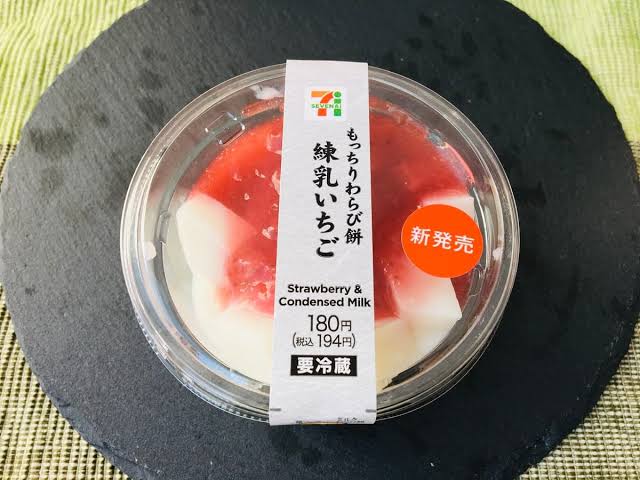 SEVEN&i
もっちりわらび餅
練乳いちご
Strawberry &
Condensed Milk
180円
(税込 194円)
要冷蔵
新発売